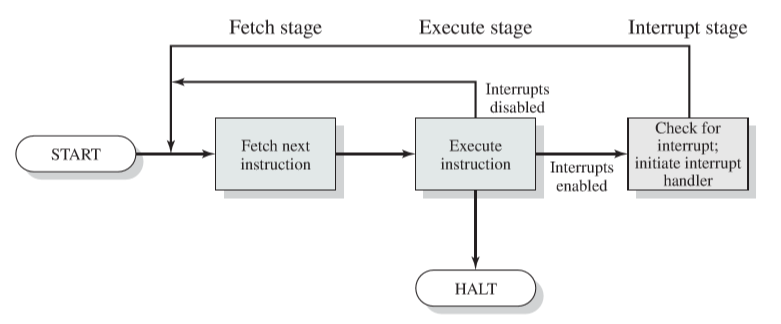 Fetch stage
Execute stage
Interrupt stage
Interrupts
disabled
START
Fetch next
instruction
Execute
instruction
Interrupts
enabled
Check for
interrupt;
initiate interrupt
handler
HALT